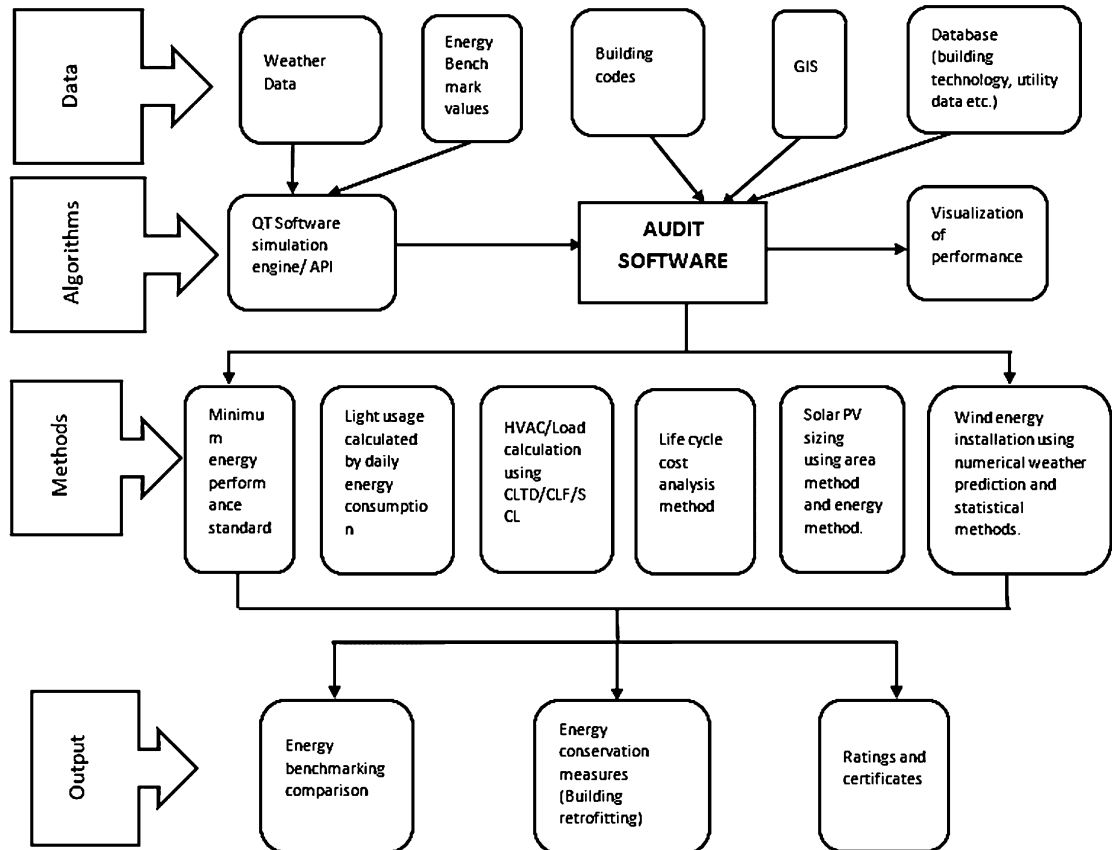 Data
Weather
Data
Energy
Bench
mark
values
Building
codes
GIS
Database
(building
technology, utility
data etc.)
Algorithms
QT Software
simulation
engine/ API
AUDIT
SOFTWARE
Visualization
of
performance
Methods
Minimu
m
energy
perform
ance
standard
Light usage
calculated
by daily
energy
consumptio
n
HVAC/Load
calculation
using
CLTD/CLF/S
CL
Life cycle
cost
analysis
method
Solar PV
sizing
using area
method
and energy
method.
Wind energy
installation using
numerical weather
prediction and
statistical
methods.
Output
Energy
benchmarking
comparison
Energy
conservation
measures
(Building
retrofitting)
Ratings and
certificates